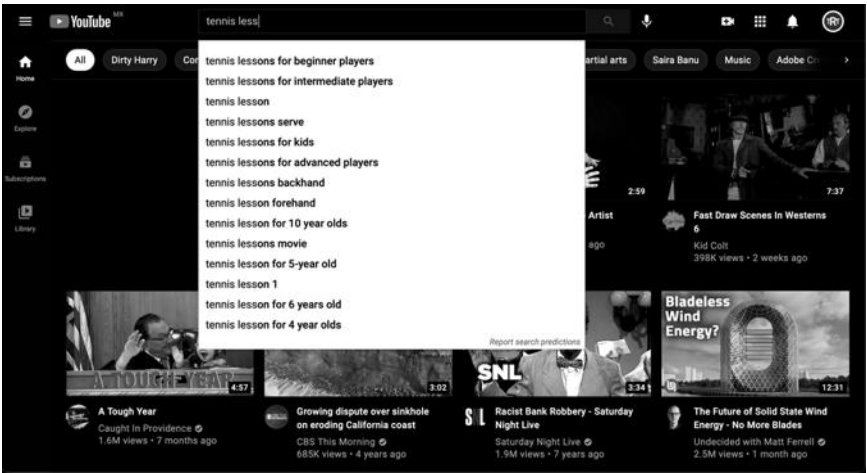 YouTube MX
tennis less
All
Dirty Harry
Saira Banu
Music
Home
Explore
Subscriptions
Library
tennis lessons for beginner players
tennis lessons for intermediate players
tennis lesson
tennis lessons serve
tennis lessons for kids
tennis lessons for advanced players
tennis lessons backhand
tennis lesson forehand
tennis lesson for 10 year olds
tennis lessons movie
tennis lesson for 5-year old
tennis lesson 1
tennis lesson for 6 years old
tennis lesson for 4 year olds
Report search predictions
2:59
Artist
ago
7:37
Fast Draw Scenes In Westerns
6
Kid Colt
398K views • 2 weeks ago
A TOUGH YEAR
4:57
A Tough Year
Caught In Providence
1.6M views • 7 months ago
3:02
Growing dispute over sinkhole
on eroding California coast
CBS This Morning
685K views • 4 years ago
SNL
3:34
Racist Bank Robbery - Saturday
Night Live
Saturday Night Live
1.9M views • 7 years ago
Bladeless
Wind
Energy?
12:31
The Future of Solid State Wind
Energy - No More Blades
Undecided with Matt Ferrell
2.5M views • 1 month ago